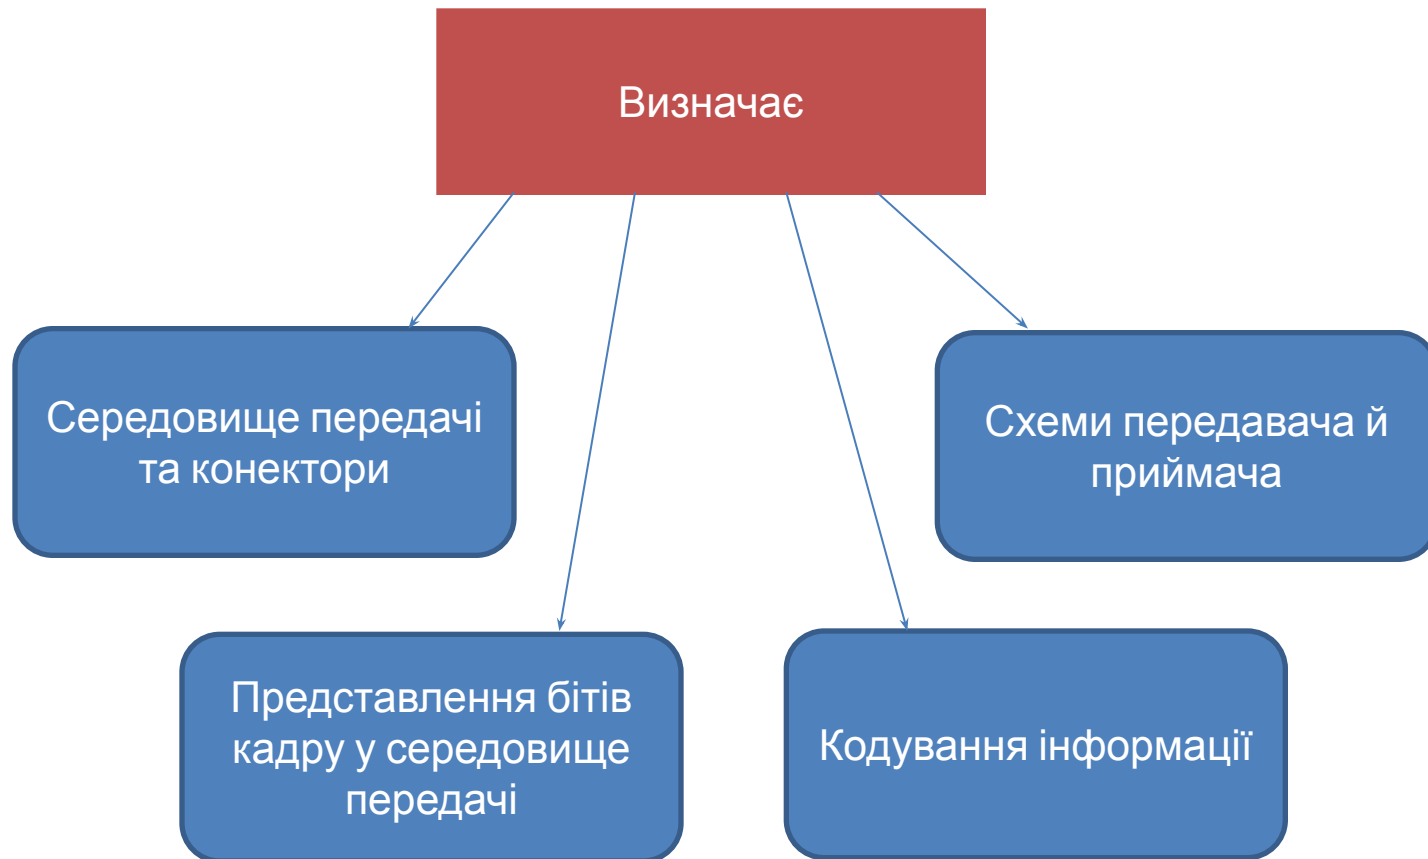 Визначає
Середовище передачі
та конектори
Схеми передавача й
приймача
Представлення бітів
кадру у середовище
передачі
Кодування інформації